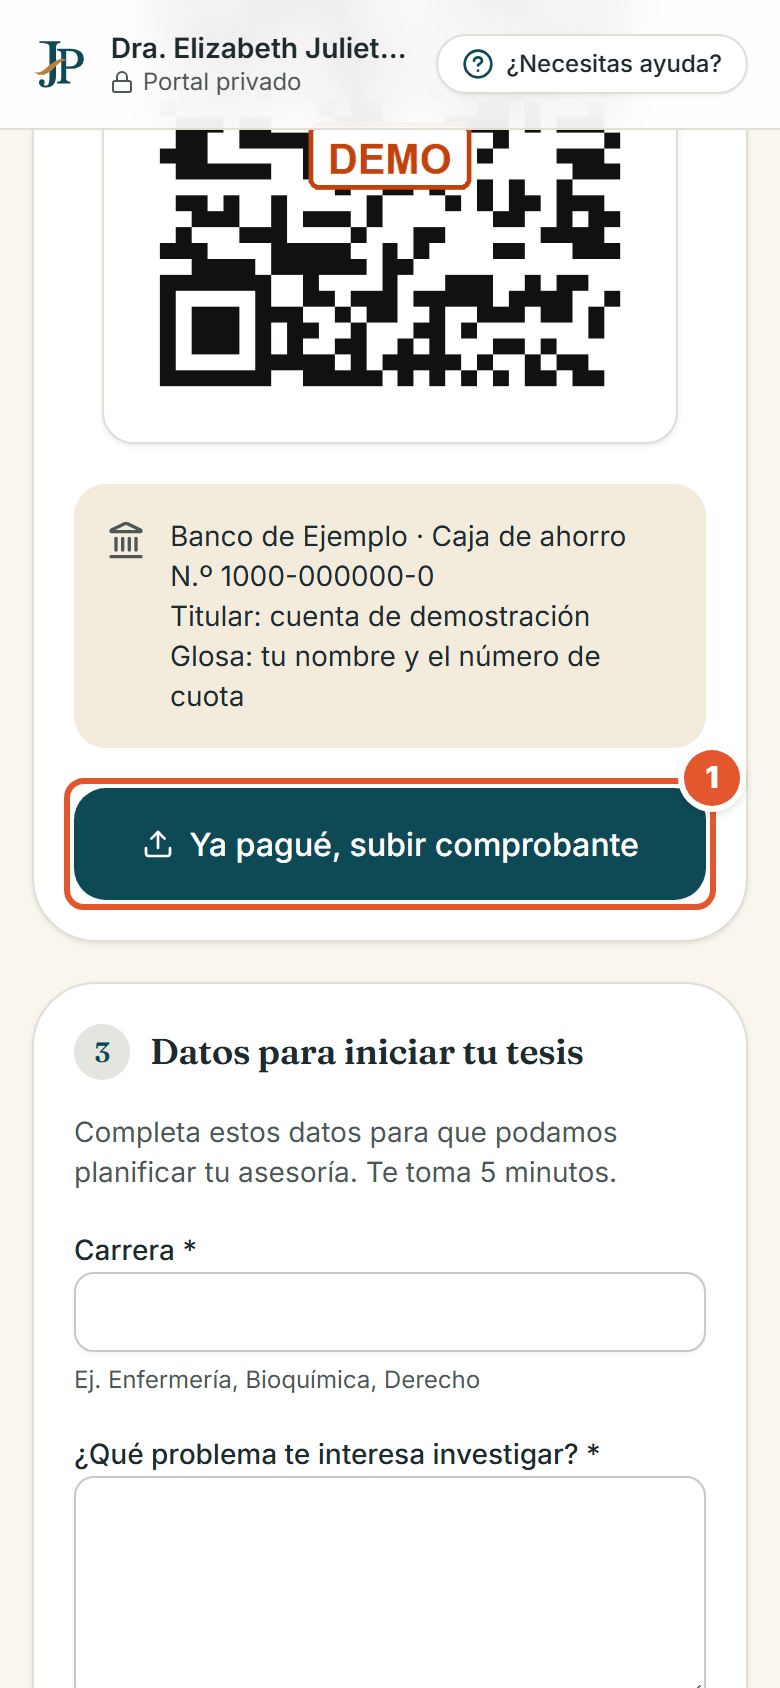 JP
Dra. Elizabeth Juliet...
Portal privado
¿Necesitas ayuda?
DEMO
Banco de Ejemplo · Caja de ahorro
N.º 1000-000000-0
Titular: cuenta de demostración
Glosa: tu nombre y el número de
cuota
1
Ya pagué, subir comprobante
3
Datos para iniciar tu tesis
Completa estos datos para que podamos
planificar tu asesoría. Te toma 5 minutos.
Carrera *
Ej. Enfermería, Bioquímica, Derecho
¿Qué problema te interesa investigar? *